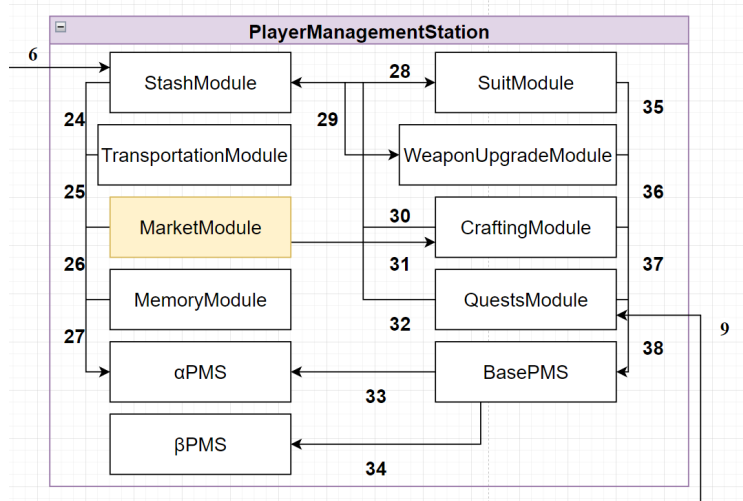 PlayerManagementStation
6
StashModule
28
SuitModule
24
29
35
TransportationModule
WeaponUpgradeModule
25
36
MarketModule
30
CraftingModule
26
31
37
MemoryModule
QuestsModule
27
32
9
38
αPMS
BasePMS
33
βPMS
34